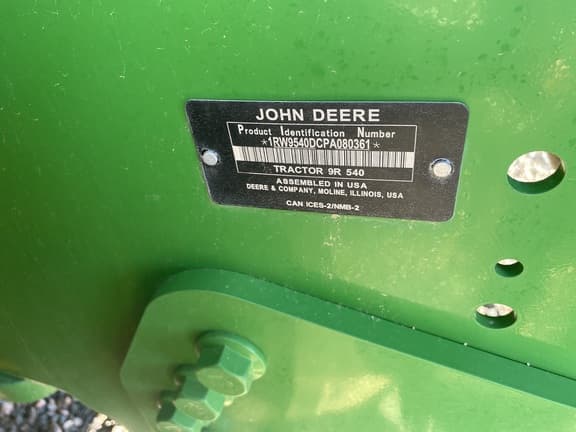 JOHN DEERE
Product Identification Number
*1RW9540DCPA080361*
TRACTOR 9R 540
ASSEMBLED IN USA
DEERE & COMPANY, MOLINE, ILLINOIS, USA
CAN ICES-2/NMB-2